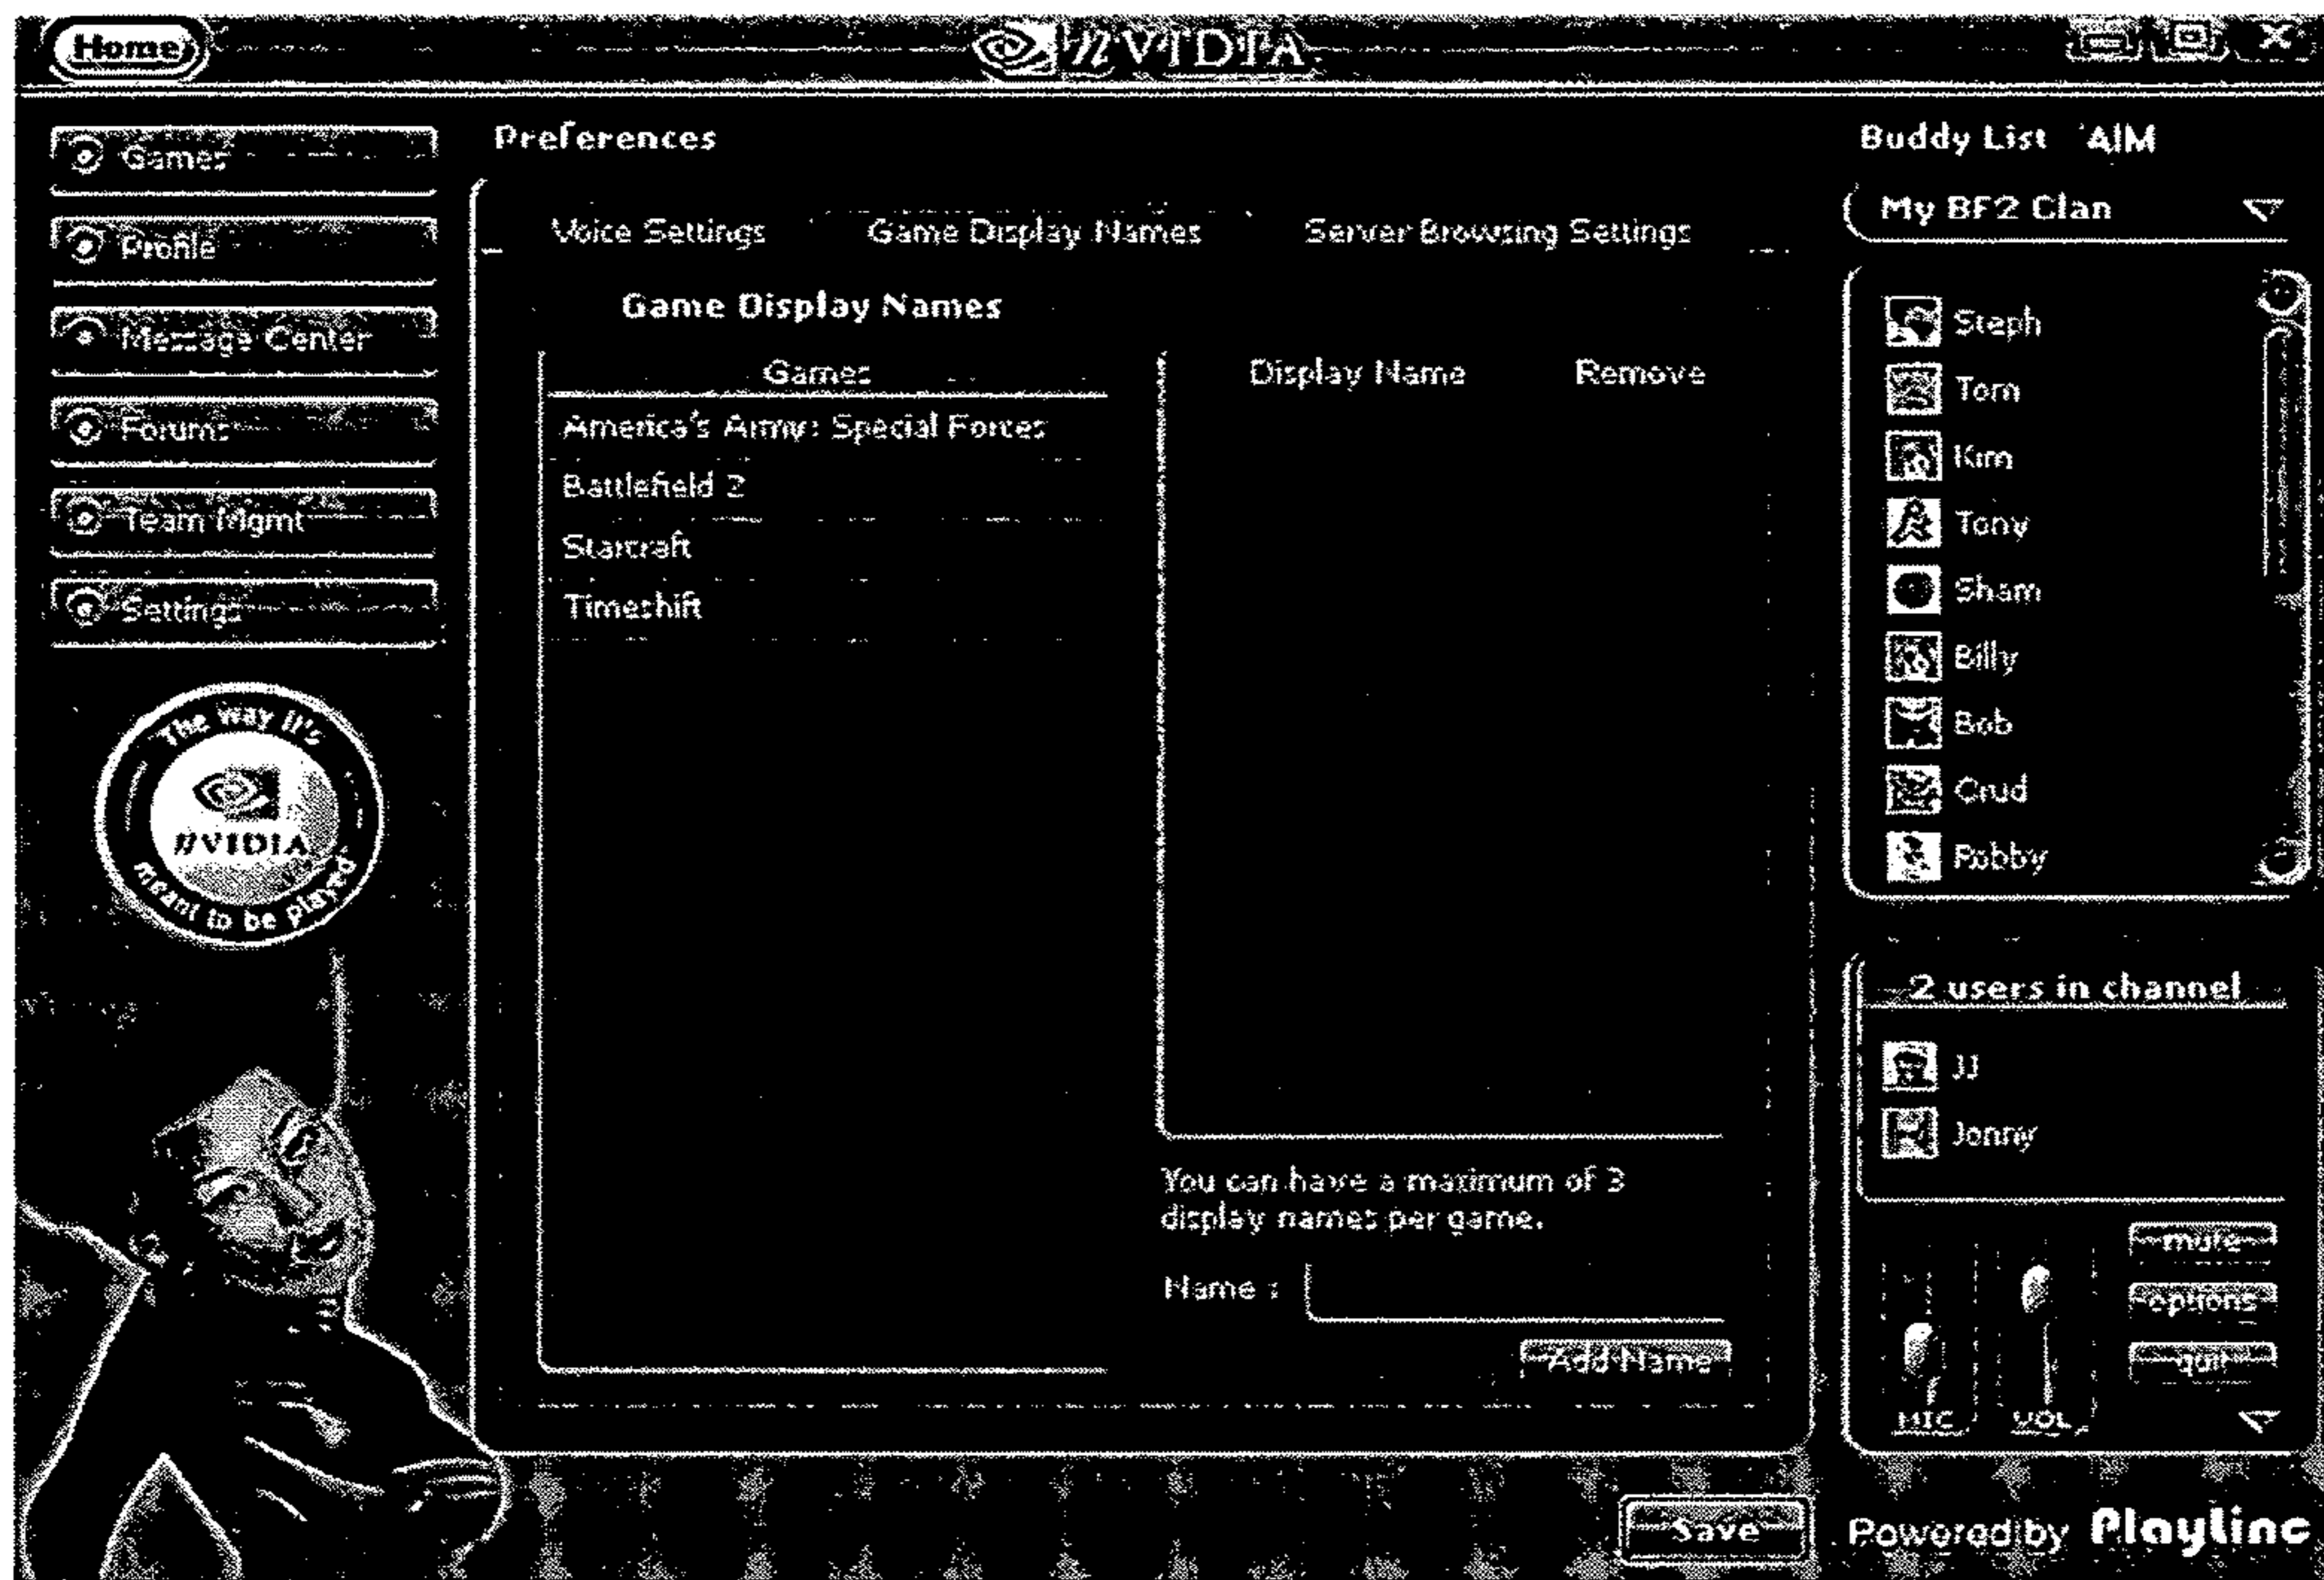 Home
nVIDIA
Games
Profile
Message Center
Forums
Team Mgmt
Settings
The way it's
nVIDIA
meant to be played
Preferences
Voice Settings
Game Display Names
Server Browsing Settings
Game Display Names
Games
America's Army: Special Forces
Battlefield 2
Starcraft
Timeshift
Display Name
Remove
You can have a maximum of 3
display names per game.
Name :
Add Name
Save
Buddy List
AIM
My BF2 Clan
Steph
Tom
Kim
Tony
Sham
Billy
Bob
Crud
Robby
2 users in channel
JJ
Jonny
mute
options
quit
MIC
VOL
Powered by PlayLinc